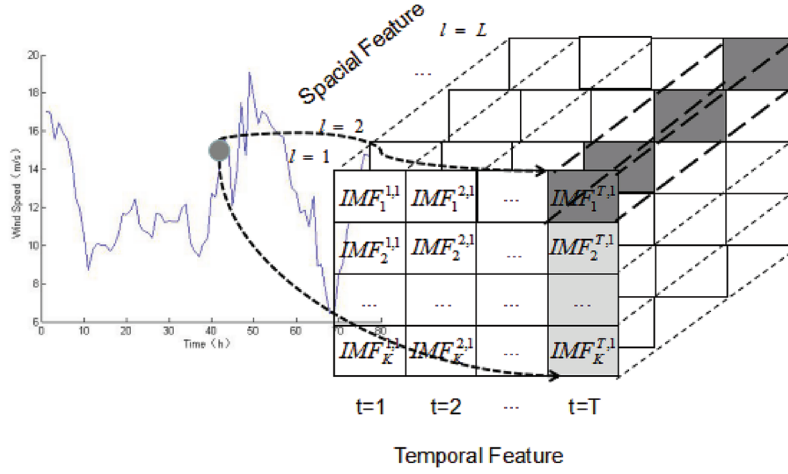 20
18
16
14
12
10
8
6
0
10
20
30
40
50
60
70
80
Wind Speed (m/s)
Time（h）
Spacial Feature
l = L
...
l = 2
l = 1
IMF_1^{1,1} IMF_1^{2,1} ... IMF_1^{T,1}
IMF_2^{1,1} IMF_2^{2,1} ... IMF_2^{T,1}
... ... ... ...
IMF_K^{1,1} IMF_K^{2,1} ... IMF_K^{T,1}
t=1 t=2 ... t=T
Temporal Feature